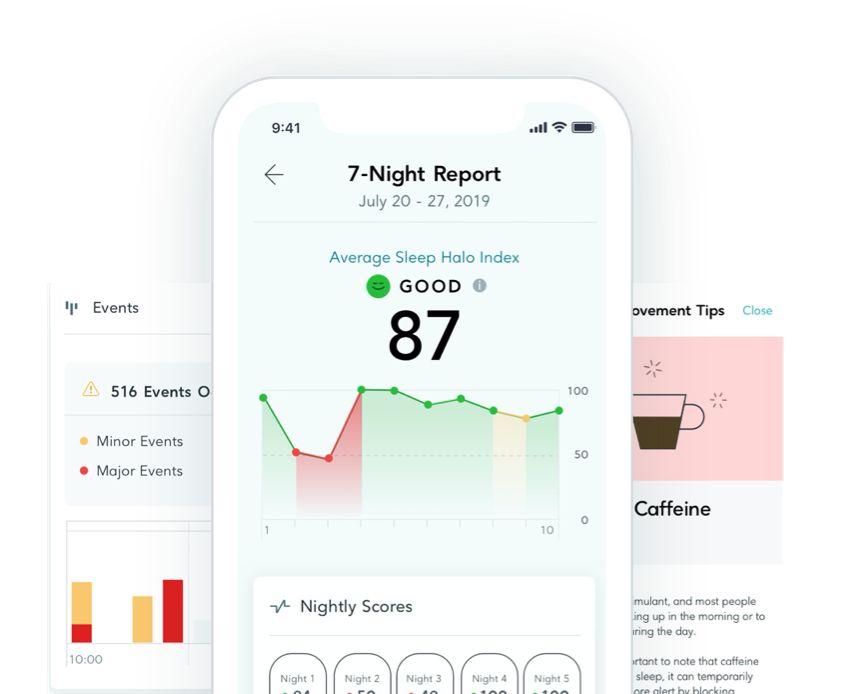 9:41
7-Night Report
July 20 - 27, 2019
Average Sleep Halo Index
GOOD i
87
100
50
0
1
10
Nightly Scores
Night 1
Night 2
Night 3
Night 4
Night 5
Events
516 Events O
Minor Events
Major Events
10:00
ovement Tips
Close
Caffeine
mulant, and most people
ing up in the morning or to
uring the day.
rtant to note that caffeine
sleep, it can temporarily
ore alert by blocking